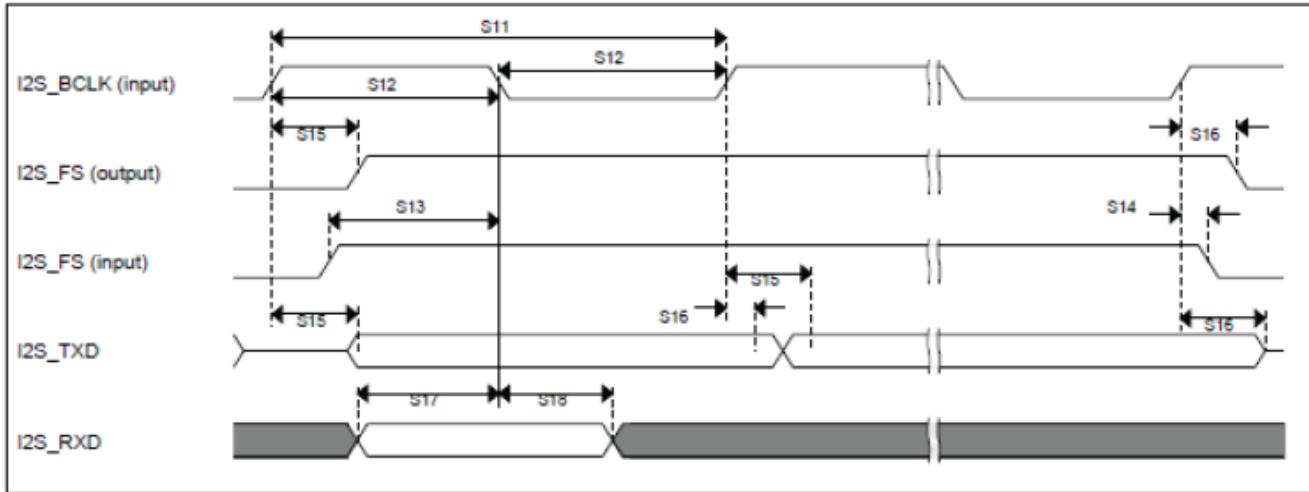 S11
I2S_BCLK (input)
S12
S12
S15
S16
I2S_FS (output)
S13
S14
I2S_FS (input)
S15
S15
S16
S16
I2S_TXD
S17
S18
I2S_RXD